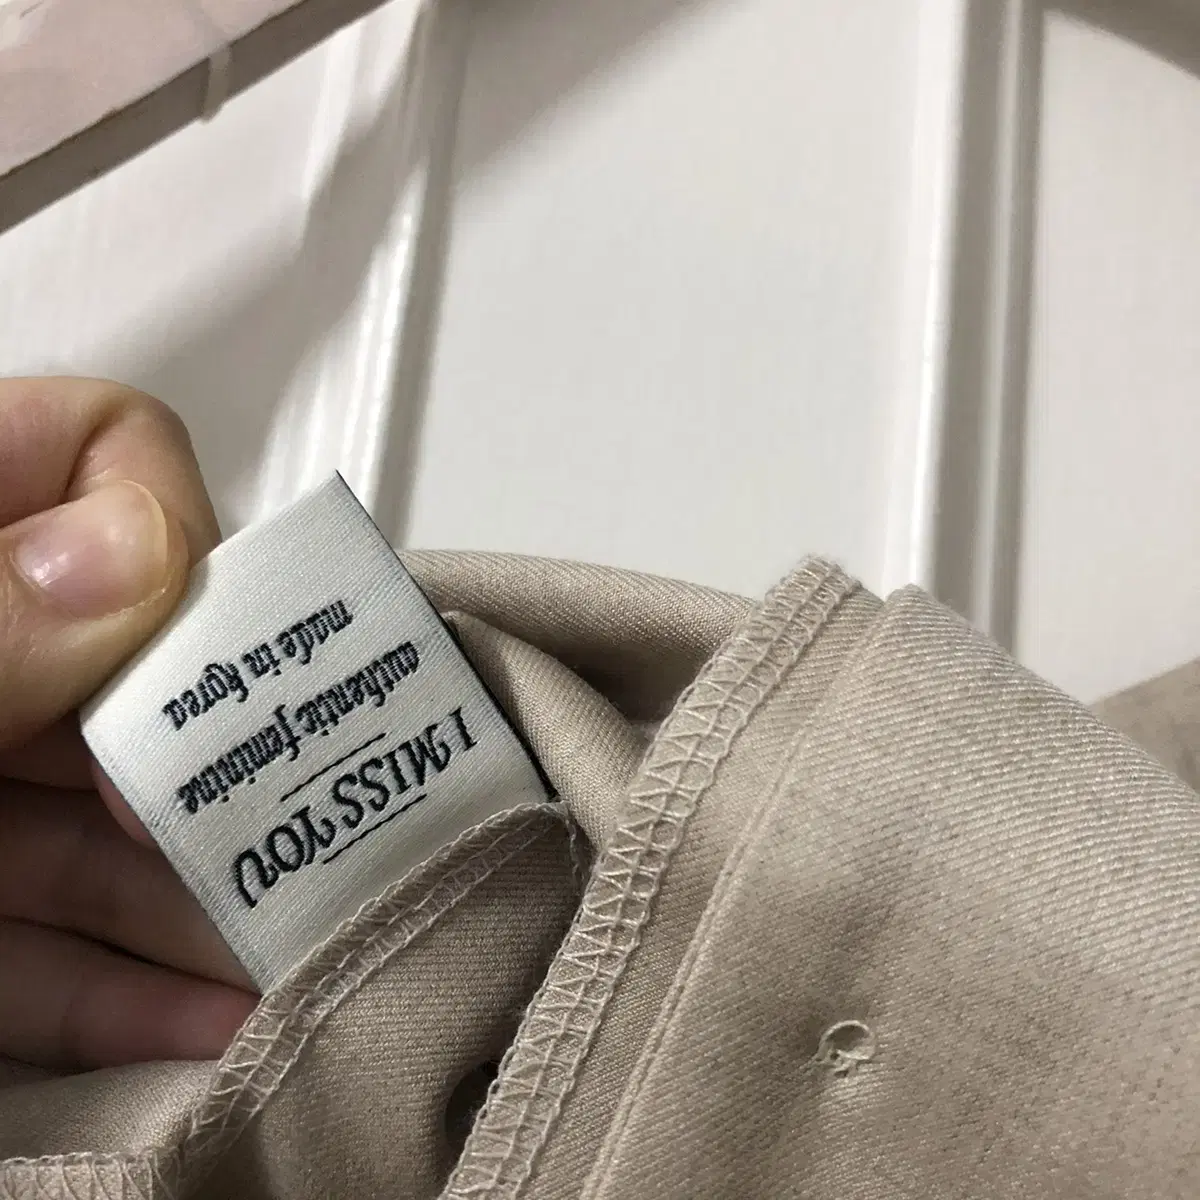 I MISS YOU
authentic feminine
made in korea